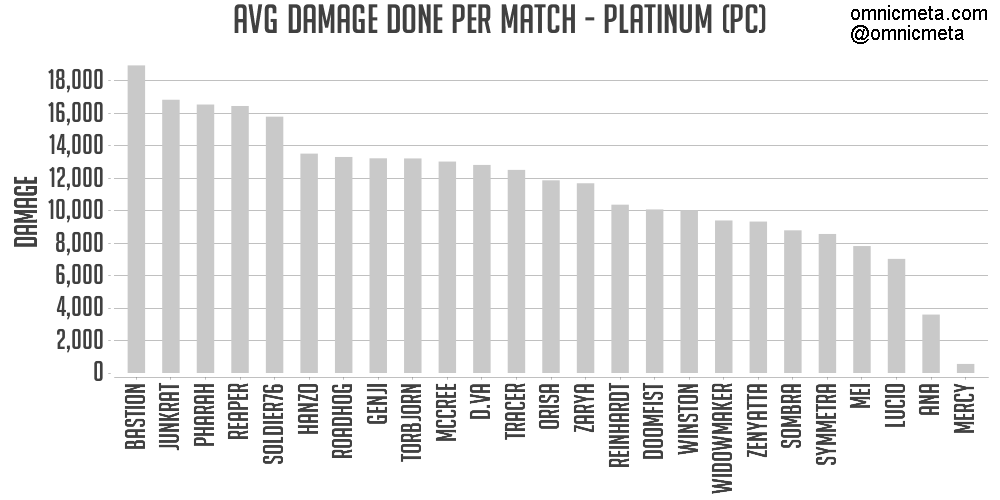 AVG DAMAGE DONE PER MATCH - PLATINUM (PC)
omnicmeta.com
@omnicmeta
DAMAGE
18,000
16,000
14,000
12,000
10,000
8,000
6,000
4,000
2,000
0
BASTION
JUNKRAT
PHARAH
REAPER
SOLDIER76
HANZO
ROADHOG
GENJI
TORBJORN
MCCREE
D.VA
TRACER
ORISA
ZARYA
REINHARDT
DOOMFIST
WINSTON
WIDOWMAKER
ZENYATTA
SOMBRA
SYMMETRA
MEI
LUCIO
ANA
MERCY